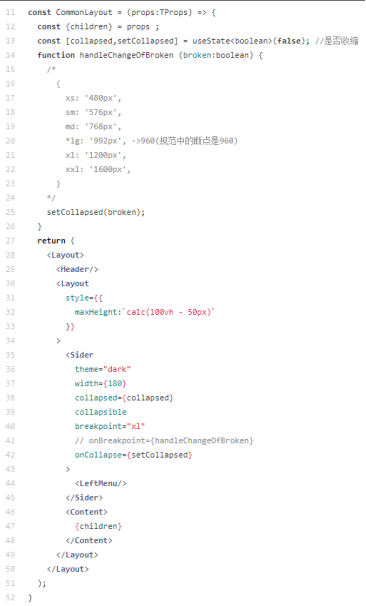 11 const CommonLayout = (props:TProps) => {
12   const {children} = props ;
13   const [collapsed,setCollapsed] = useState<boolean>(false); //是否收缩
14   function handleChangeOfBroken (broken:boolean) {
15     /*
16       {
17         xs: '480px',
18         sm: '576px',
19         md: '768px',
20         *lg: '992px', ->960(规范中的断点是960)
21         xl: '1200px',
22         xxl: '1600px',
23       }
24     */
25     setCollapsed(broken);
26   }
27   return (
28     <Layout>
29       <Header/>
30       <Layout
31         style={{
32           maxHeight:`calc(100vh - 50px)`
33         }}
34       >
35         <Sider
36           theme="dark"
37           width={180}
38           collapsed={collapsed}
39           collapsible
40           breakpoint="xl"
41           // onBreakpoint={handleChangeOfBroken}
42           onCollapse={setCollapsed}
43         >
44           <LeftMenu/>
45         </Sider>
46         <Content>
47           {children}
48         </Content>
49       </Layout>
50     </Layout>
51   );
52 }